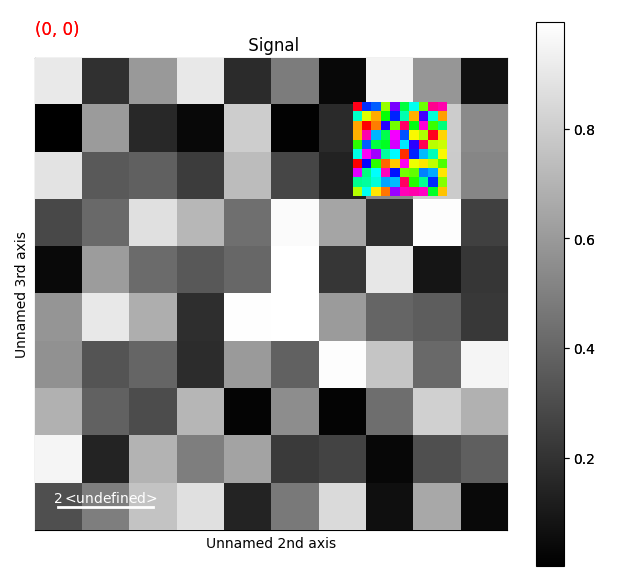 (0, 0)
Signal
0.8
0.6
0.4
0.2
Unnamed 3rd axis
2 <undefined>
Unnamed 2nd axis